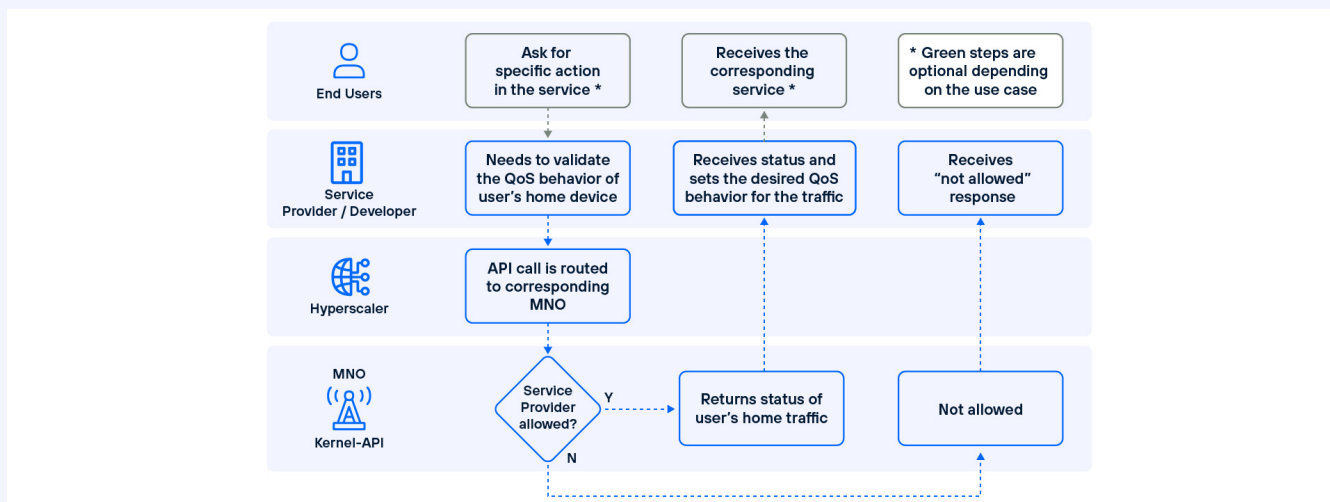 Ask for
specific action
in the service *
Receives the
corresponding
service *
* Green steps are
optional depending
on the use case
End Users
Needs to validate
the QoS behavior of
user's home device
Receives status and
sets the desired QoS
behavior for the traffic
Receives
“not allowed”
response
Service
Provider / Developer
API call is routed
to corresponding
MNO
Hyperscaler
MNO
Kernel-API
Service
Provider
allowed?
Y
N
Returns status of
user's home traffic
Not allowed